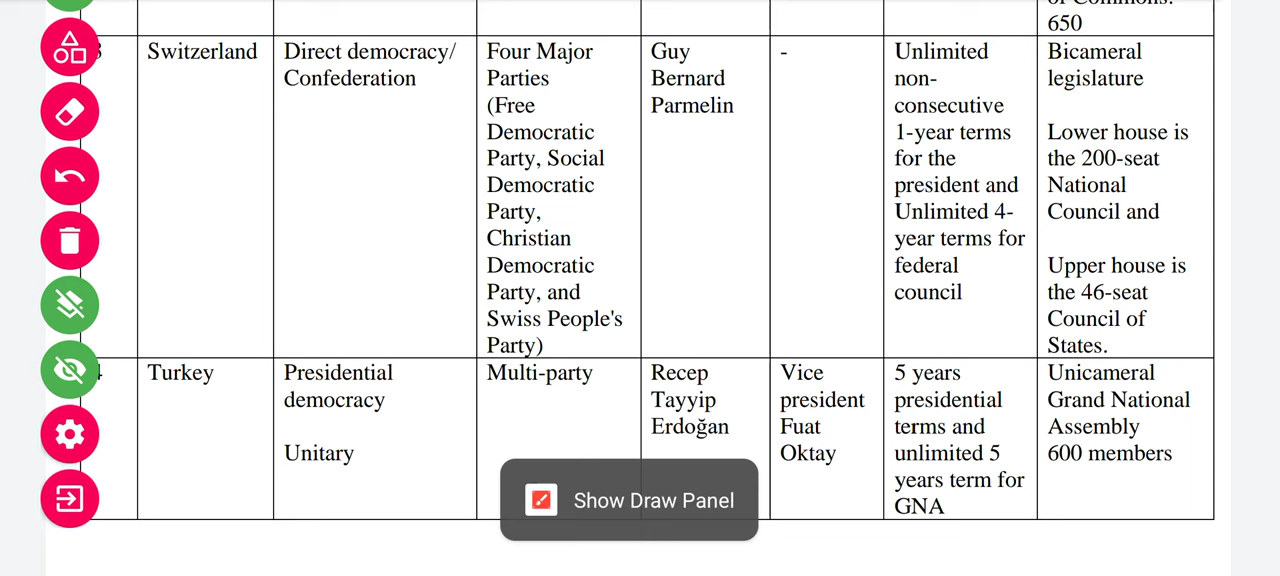 of Commons:
650
3
Switzerland
Direct democracy/
Confederation
Four Major
Parties
(Free
Democratic
Party, Social
Democratic
Party,
Christian
Democratic
Party, and
Swiss People's
Party)
Guy
Bernard
Parmelin
-
Unlimited
non-
consecutive
1-year terms
for the
president and
Unlimited 4-
year terms for
federal
council
Bicameral
legislature
Lower house is
the 200-seat
National
Council and
Upper house is
the 46-seat
Council of
States.
4
Turkey
Presidential
democracy
Unitary
Multi-party
Recep
Tayyip
Erdoğan
Vice
president
Fuat
Oktay
5 years
presidential
terms and
unlimited 5
years term for
GNA
Unicameral
Grand National
Assembly
600 members
Show Draw Panel